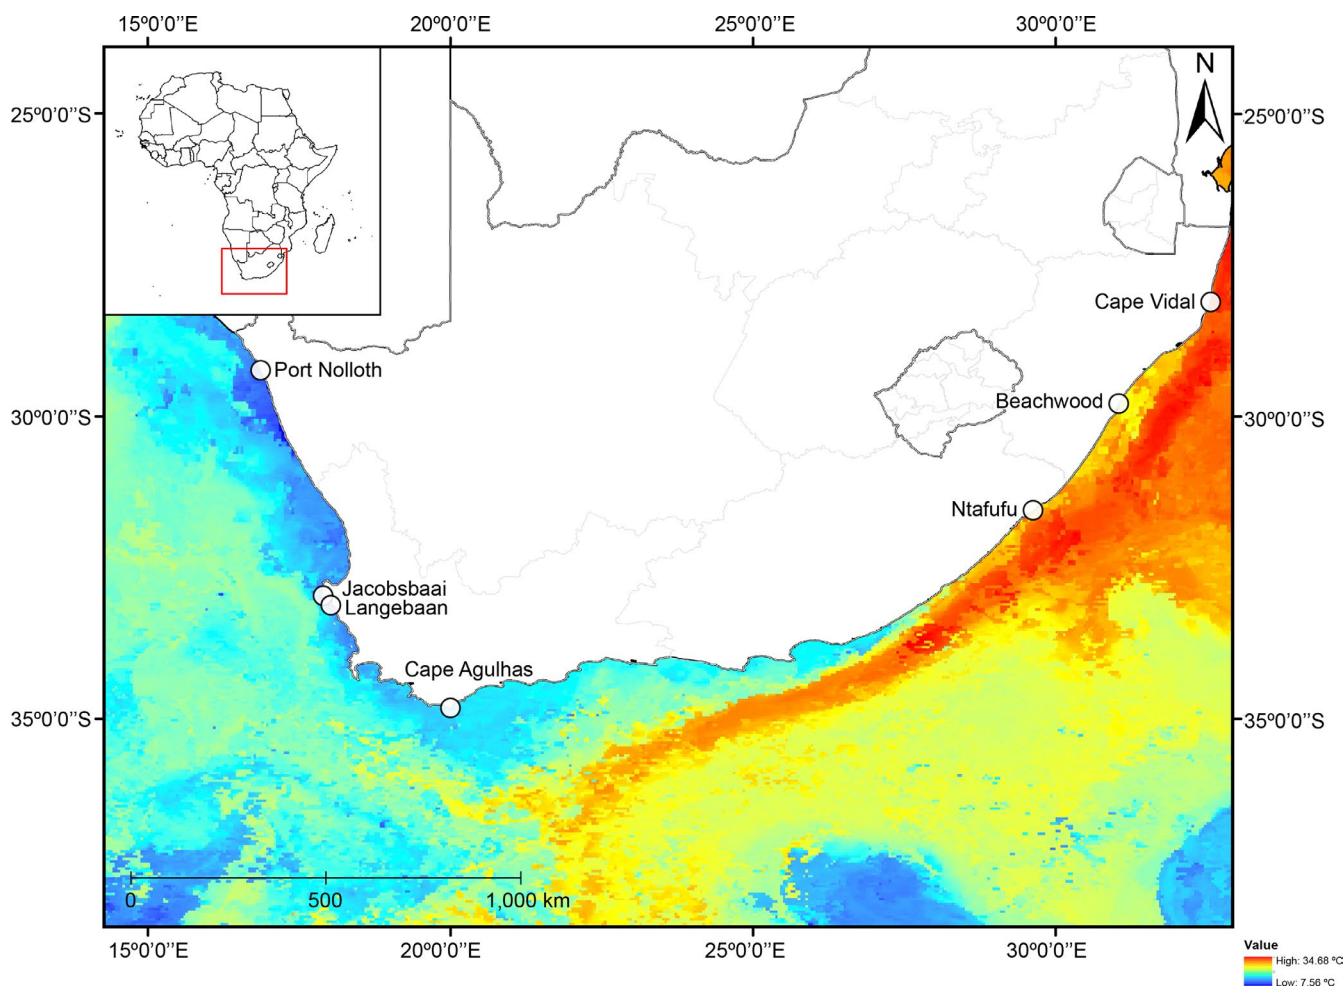 15º0’0’’E 20º0’0’’E 25º0’0’’E 30º0’0’’E
N
25º0’0’’S 25º0’0’’S
Cape Vidal
Port Nolloth
Beachwood
30º0’0’’S 30º0’0’’S
Ntafufu
Jacobsbaai
Langebaan
Cape Agulhas
35º0’0’’S 35º0’0’’S
0 500 1,000 km
15º0’0’’E 20º0’0’’E 25º0’0’’E 30º0’0’’E
Value
High: 34.68 ºC
Low: 7.56 ºC